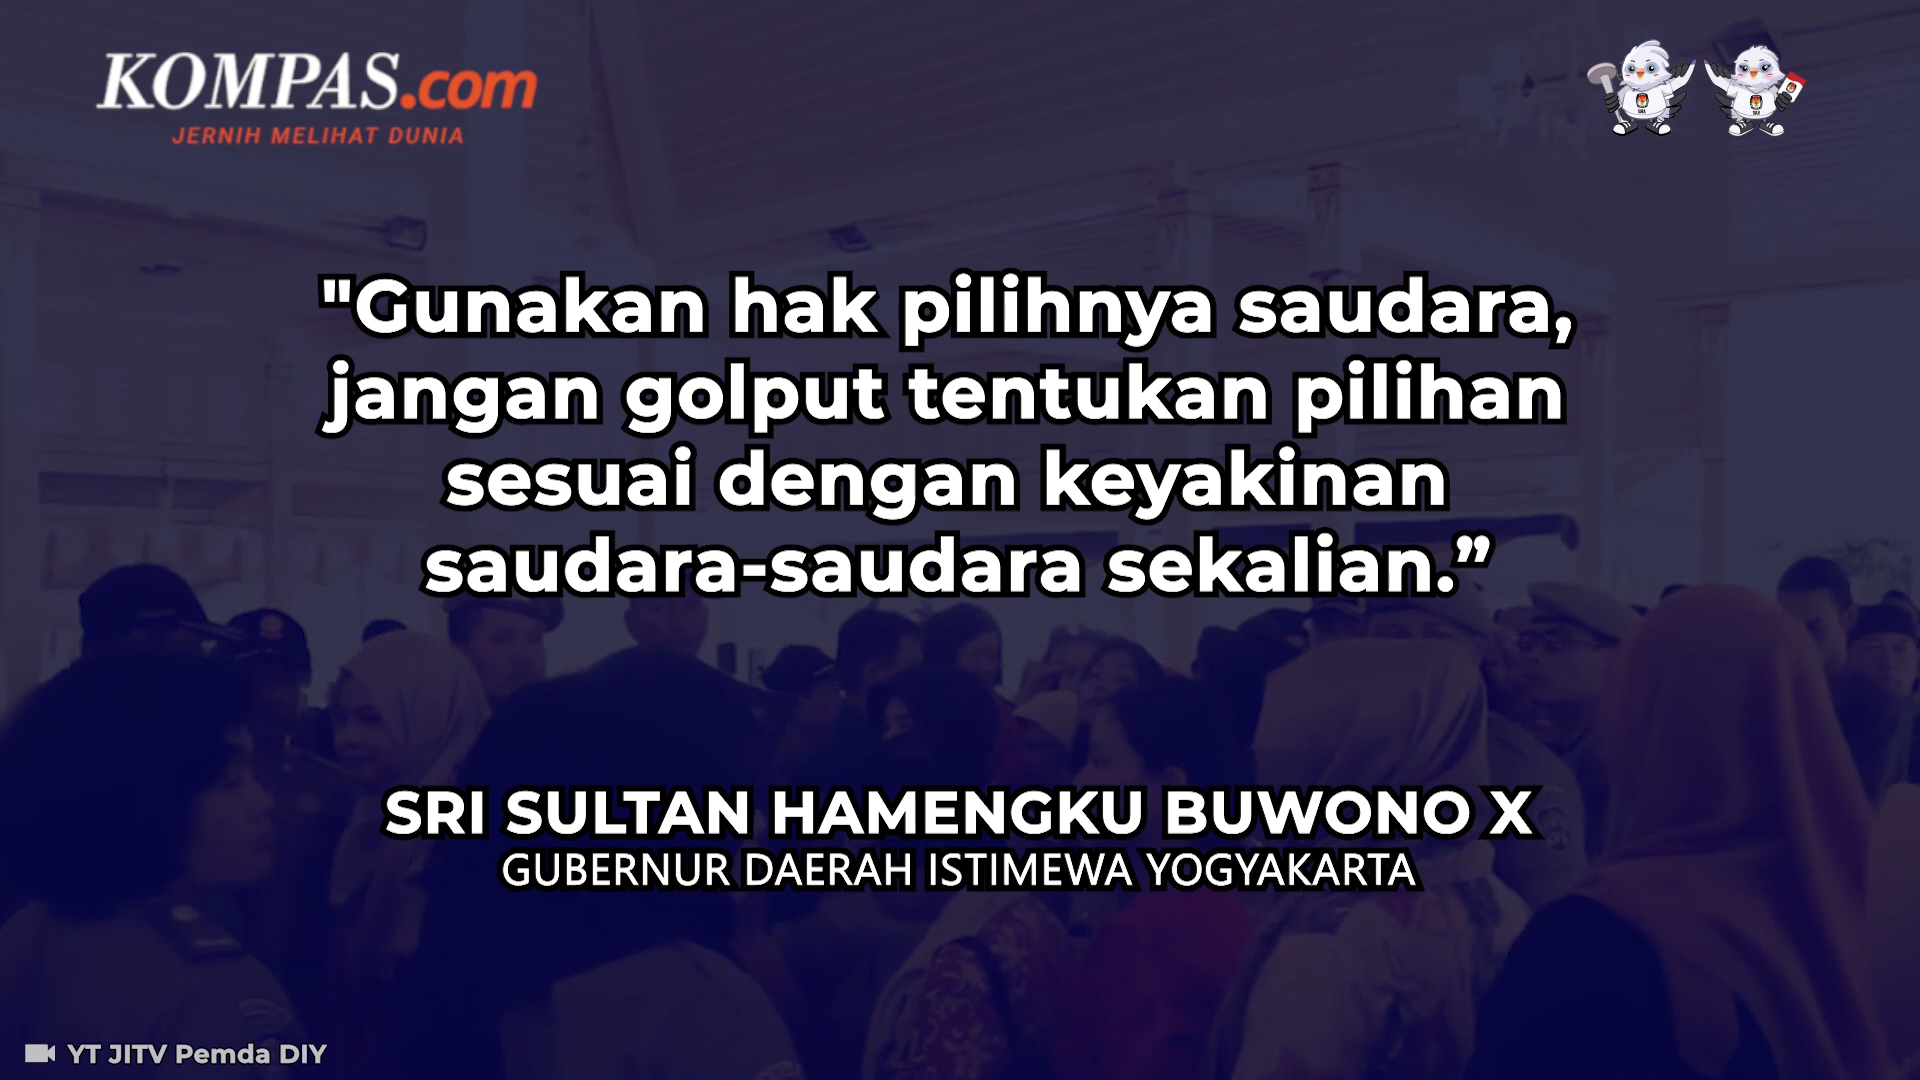 KOMPAS.com
JERNIH MELIHAT DUNIA
"Gunakan hak pilihnya saudara,
jangan golput tentukan pilihan
sesuai dengan keyakinan
saudara-saudara sekalian.”
SRI SULTAN HAMENGKU BUWONO X
GUBERNUR DAERAH ISTIMEWA YOGYAKARTA
YT JITV Pemda DIY